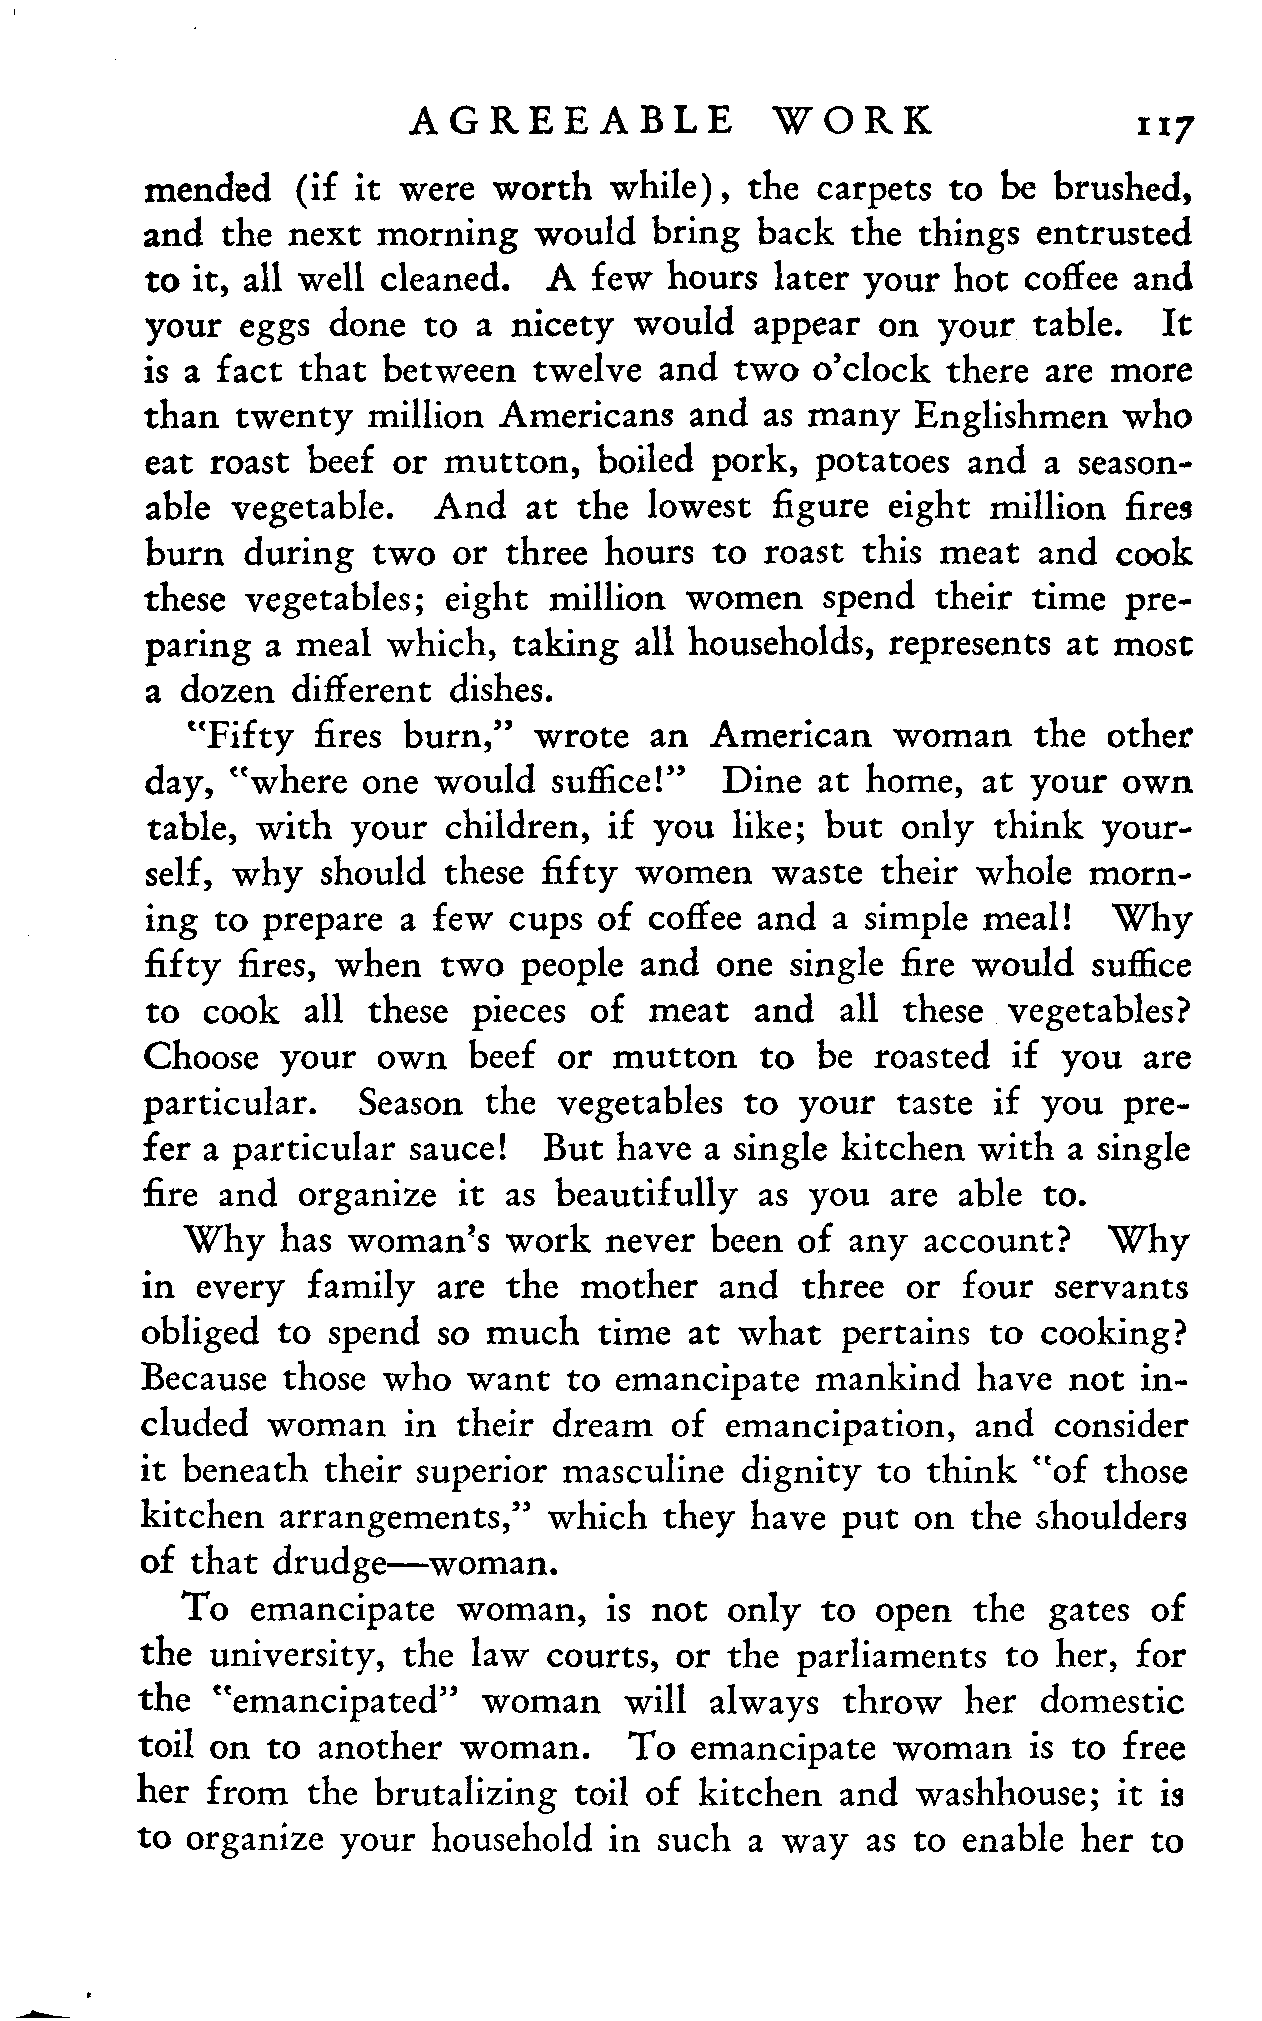 AGREEABLE WORK 117
mended (if it were worth while), the carpets to be brushed,
and the next morning would bring back the things entrusted
to it, all well cleaned. A few hours later your hot coffee and
your eggs done to a nicety would appear on your table. It
is a fact that between twelve and two o'clock there are more
than twenty million Americans and as many Englishmen who
eat roast beef or mutton, boiled pork, potatoes and a season-
able vegetable. And at the lowest figure eight million fires
burn during two or three hours to roast this meat and cook
these vegetables; eight million women spend their time pre-
paring a meal which, taking all households, represents at most
a dozen different dishes.
"Fifty fires burn," wrote an American woman the other
day, "where one would suffice!" Dine at home, at your own
table, with your children, if you like; but only think your-
self, why should these fifty women waste their whole morn-
ing to prepare a few cups of coffee and a simple meal! Why
fifty fires, when two people and one single fire would suffice
to cook all these pieces of meat and all these vegetables?
Choose your own beef or mutton to be roasted if you are
particular. Season the vegetables to your taste if you pre-
fer a particular sauce! But have a single kitchen with a single
fire and organize it as beautifully as you are able to.
Why has woman's work never been of any account? Why
in every family are the mother and three or four servants
obliged to spend so much time at what pertains to cooking?
Because those who want to emancipate mankind have not in-
cluded woman in their dream of emancipation, and consider
it beneath their superior masculine dignity to think "of those
kitchen arrangements," which they have put on the shoulders
of that drudge—woman.
To emancipate woman, is not only to open the gates of
the university, the law courts, or the parliaments to her, for
the "emancipated" woman will always throw her domestic
toil on to another woman. To emancipate woman is to free
her from the brutalizing toil of kitchen and washhouse; it is
to organize your household in such a way as to enable her to